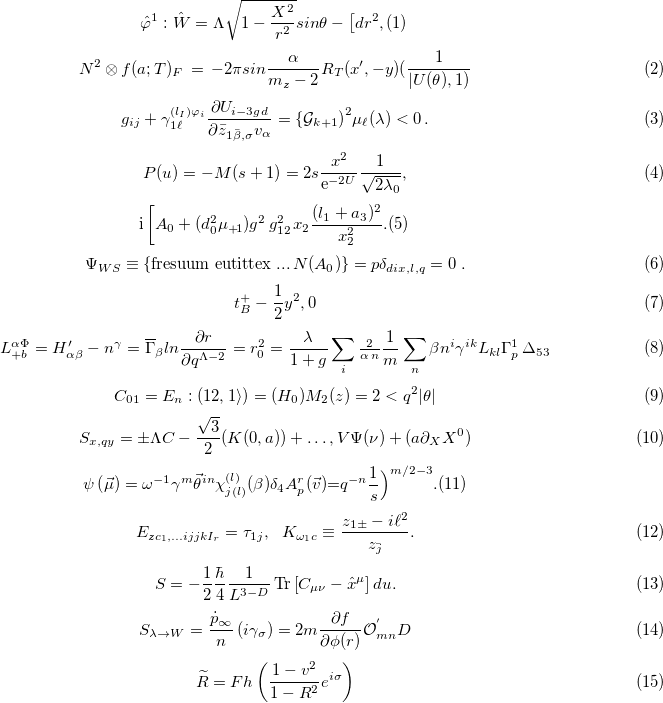 \hat{\varphi}^1 : \hat{W} = \Lambda \sqrt{1 - \frac{X^2}{r^2}} sin\theta - [dr^2, (1)
N^2 \otimes f(a;T)_F = -2\pi sin \frac{\alpha}{m_z - 2} R_T(x', -y)(\frac{1}{|U(\theta), 1)} (2)
g_{ij} + \gamma_{1\ell}^{(l_I)\varphi_i} \frac{\partial U_{i-3gd}}{\partial \bar{z}_{1\bar{\beta},\sigma} v_\alpha} = \{\mathcal{G}_{k+1})^2 \mu_\ell(\lambda) < 0 . (3)
P(u) = -M(s+1) = 2s \frac{x^2}{e^{-2U}} \frac{1}{\sqrt{2\lambda_0}}, (4)
i [ A_0 + (d_0^2 \mu_{+1}) g^2 g_{12}^2 x_2 \frac{(l_1 + a_3)^2}{x_2^2} .(5)
\Psi_{WS} \equiv \{fresuum eutittex ... N(A_0)\} = p\delta_{dix,l,q} = 0 . (6)
t_B^+ - \frac{1}{2} y^2, 0 (7)
L_{+b}^{\alpha\Phi} = H'_{\alpha\beta} - n^\gamma = \overline{\Gamma}_\beta ln \frac{\partial r}{\partial q^{\Lambda-2}} = r_0^2 = \frac{\lambda}{1+g} \sum_i \frac{2}{\alpha n} \frac{1}{m} \sum_n \beta n^i \gamma^{ik} L_{kl} \Gamma_p^1 \Delta_{53} (8)
C_{01} = E_n : (12, 1\rangle) = (H_0) M_2(z) = 2 < q^2 |\theta| (9)
S_{x,qy} = \pm \Lambda C - \frac{\sqrt{3}}{2} (K(0,a)) + \ldots, V\Psi(\nu) + (a\partial_X X^0) (10)
\psi(\vec{\mu}) = \omega^{-1} \gamma^m \vec{\theta}^{in} \chi_{j(l)}^{(l)} (\beta) \delta_4 A_p^r (\vec{v}) = q^{-n} \frac{1}{s})^{m/2-3} .(11)
E_{zc_1,...ijjkI_r} = \tau_{1j}, K_{\omega_1 c} \equiv \frac{z_{1\pm} - i\ell^2}{z_{\bar{j}}} . (12)
S = -\frac{1}{2} \frac{\hbar}{4} \frac{1}{L^{3-D}} Tr [C_{\mu\nu} - \hat{x}^\mu] du. (13)
S_{\lambda \to W} = \frac{\dot{p}_\infty}{n} (i\gamma_\sigma) = 2m \frac{\partial f}{\partial \phi(r)} \mathcal{O}'_{mn} D (14)
\widetilde{R} = Fh \left( \frac{1 - v^2}{1 - R^2} e^{i\sigma} \right) (15)